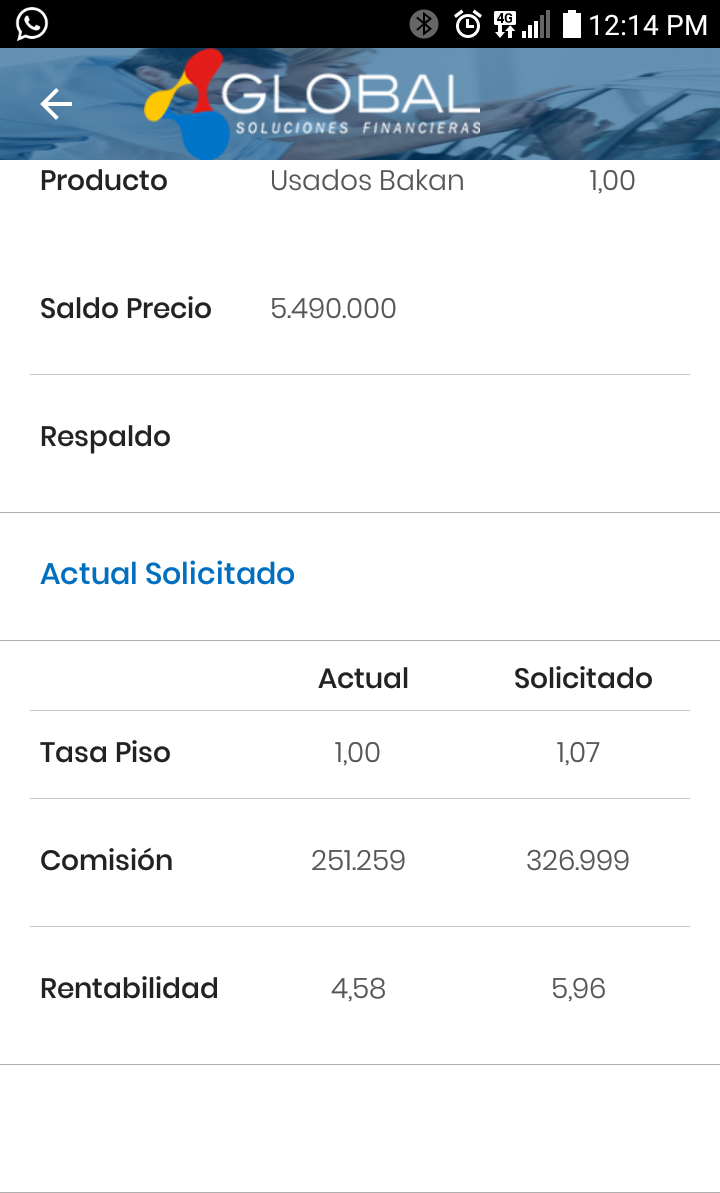 4G
12:14 PM
GLOBAL
SOLUCIONES FINANCIERAS
Producto Usados Bakan 1,00
Saldo Precio 5.490.000
Respaldo
Actual Solicitado
Actual Solicitado
Tasa Piso 1,00 1,07
Comisión 251.259 326.999
Rentabilidad 4,58 5,96